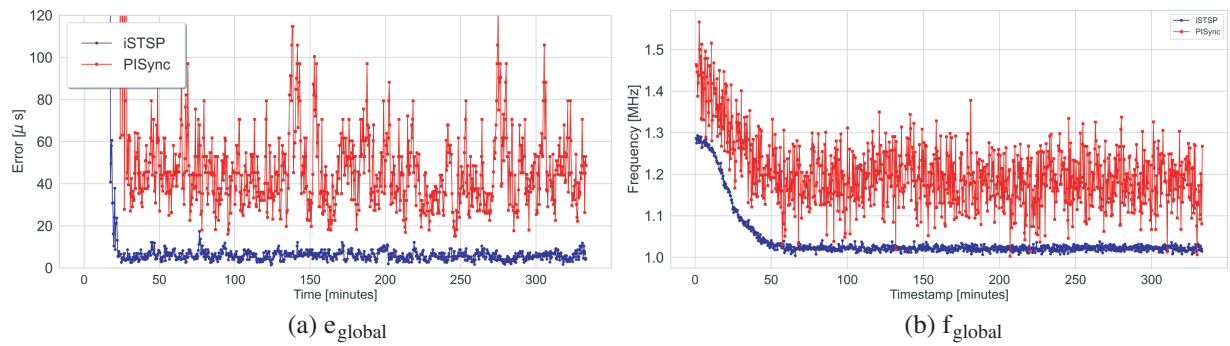 120
100
80
60
40
20
0
Error [μ s]
iSTSP
PISync
0 50 100 150 200 250 300
Time [minutes]
(a) e_global
1.5
1.4
1.3
1.2
1.1
1.0
Frequency [MHz]
iSTSP
PISync
0 50 100 150 200 250 300
Timestamp [minutes]
(b) f_global